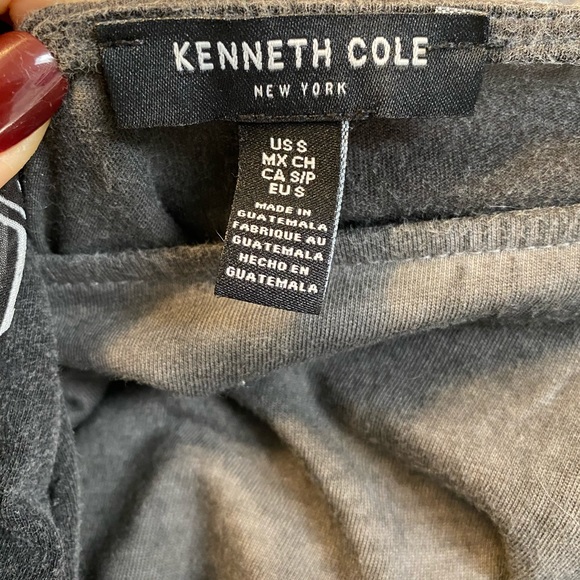 KENNETH COLE
NEW YORK
US S
MX CH
CA S/P
EU S
MADE IN
GUATEMALA
FABRIQUE AU
GUATEMALA
HECHO EN
GUATEMALA